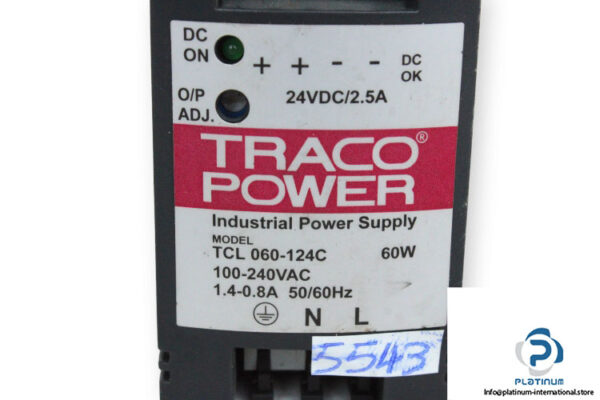 DC ON
+ + - - DC OK
O/P ADJ.
24VDC/2.5A
TRACO®
POWER
Industrial Power Supply
MODEL
TCL 060-124C 60W
100-240VAC
1.4-0.8A 50/60Hz
N L
5543
PLATINUM
Info@platinum-international.store